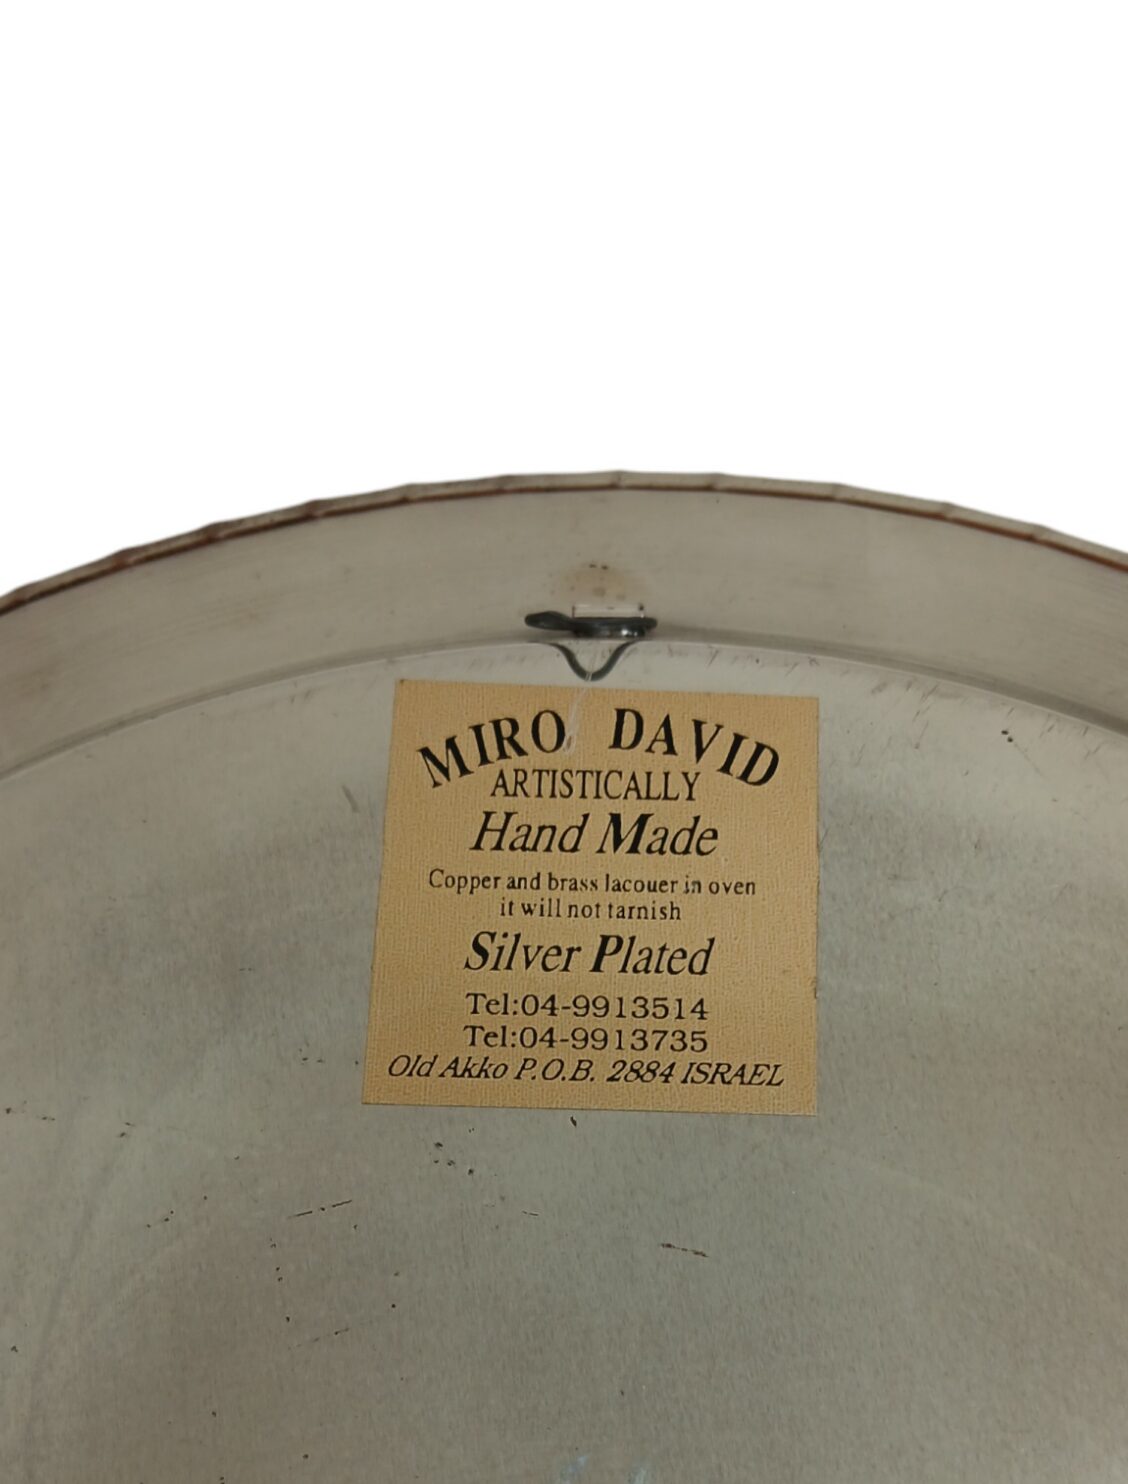 MIRO DAVID
ARTISTICALLY
Hand Made
Copper and brass lacouer in oven
it will not tarnish
Silver Plated
Tel:04-9913514
Tel:04-9913735
Old Akko P.O.B. 2884 ISRAEL